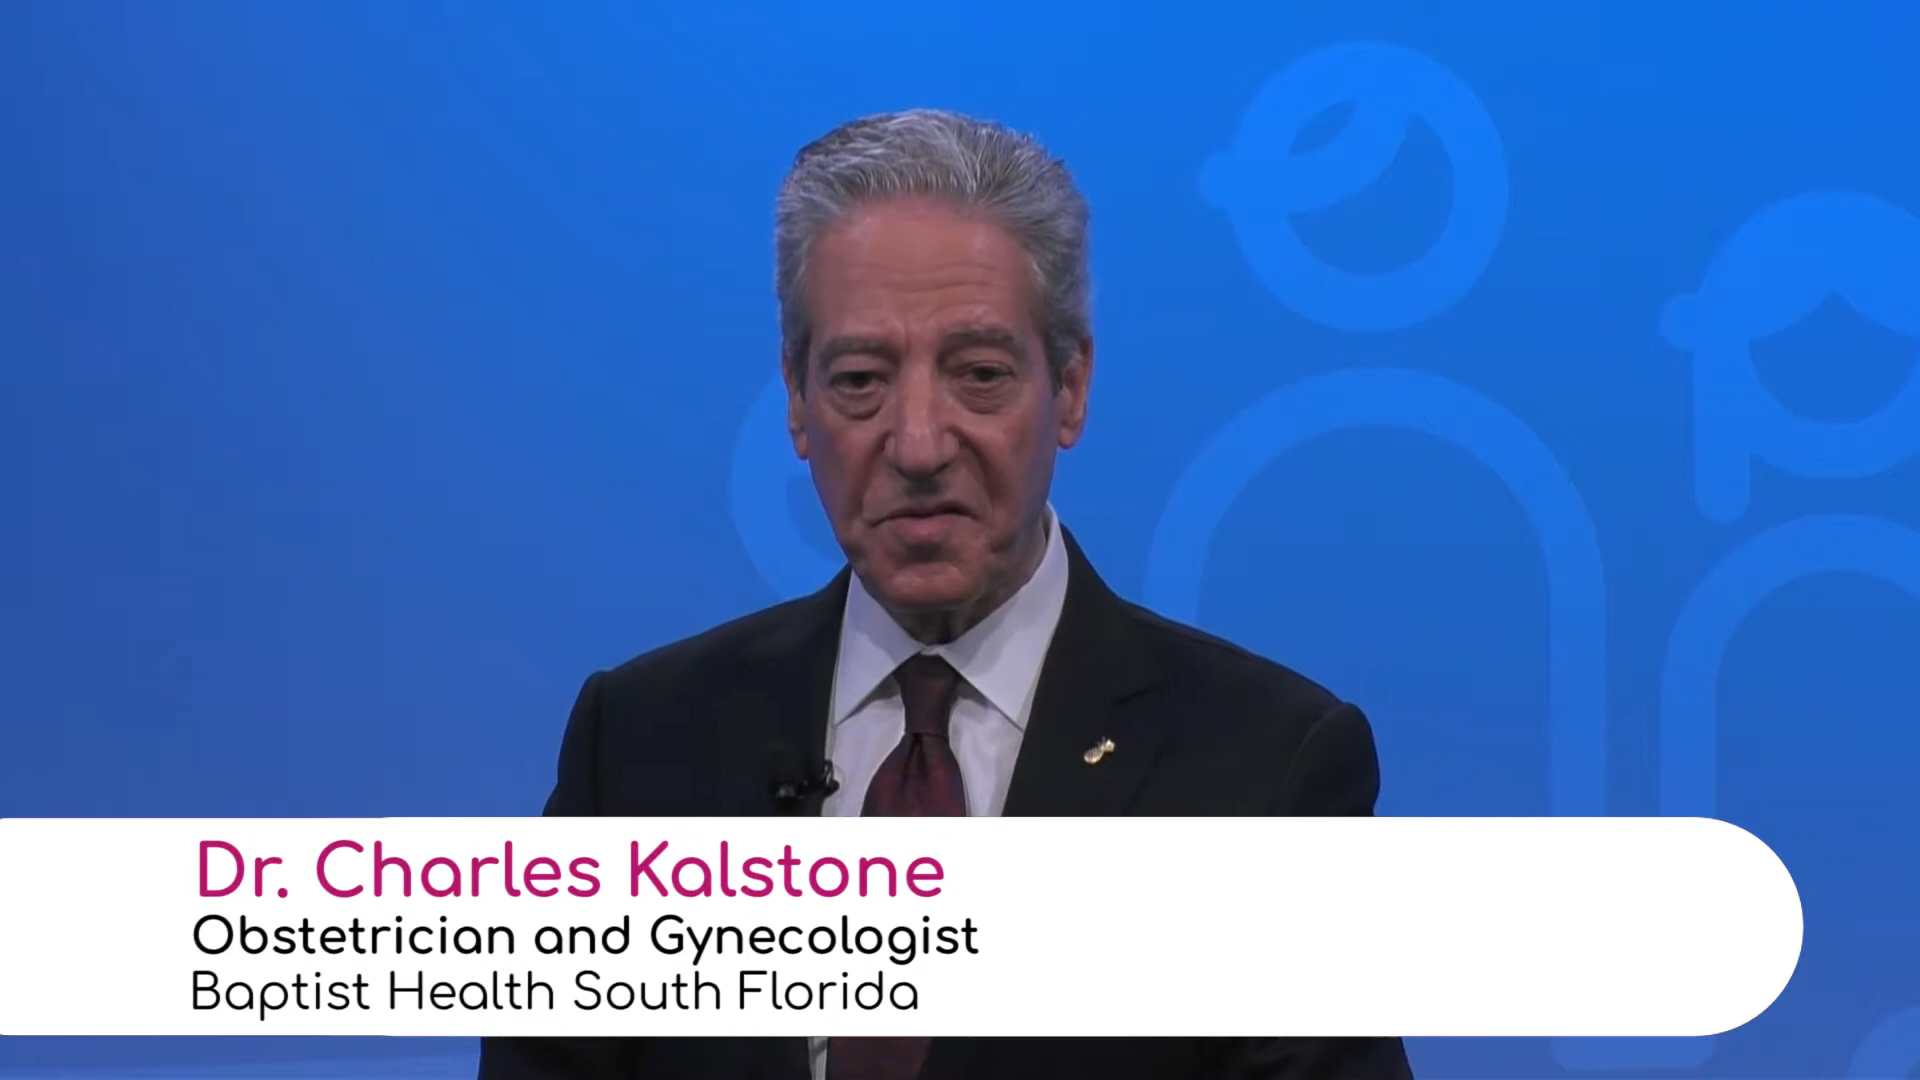 Dr. Charles Kalstone
Obstetrician and Gynecologist
Baptist Health South Florida